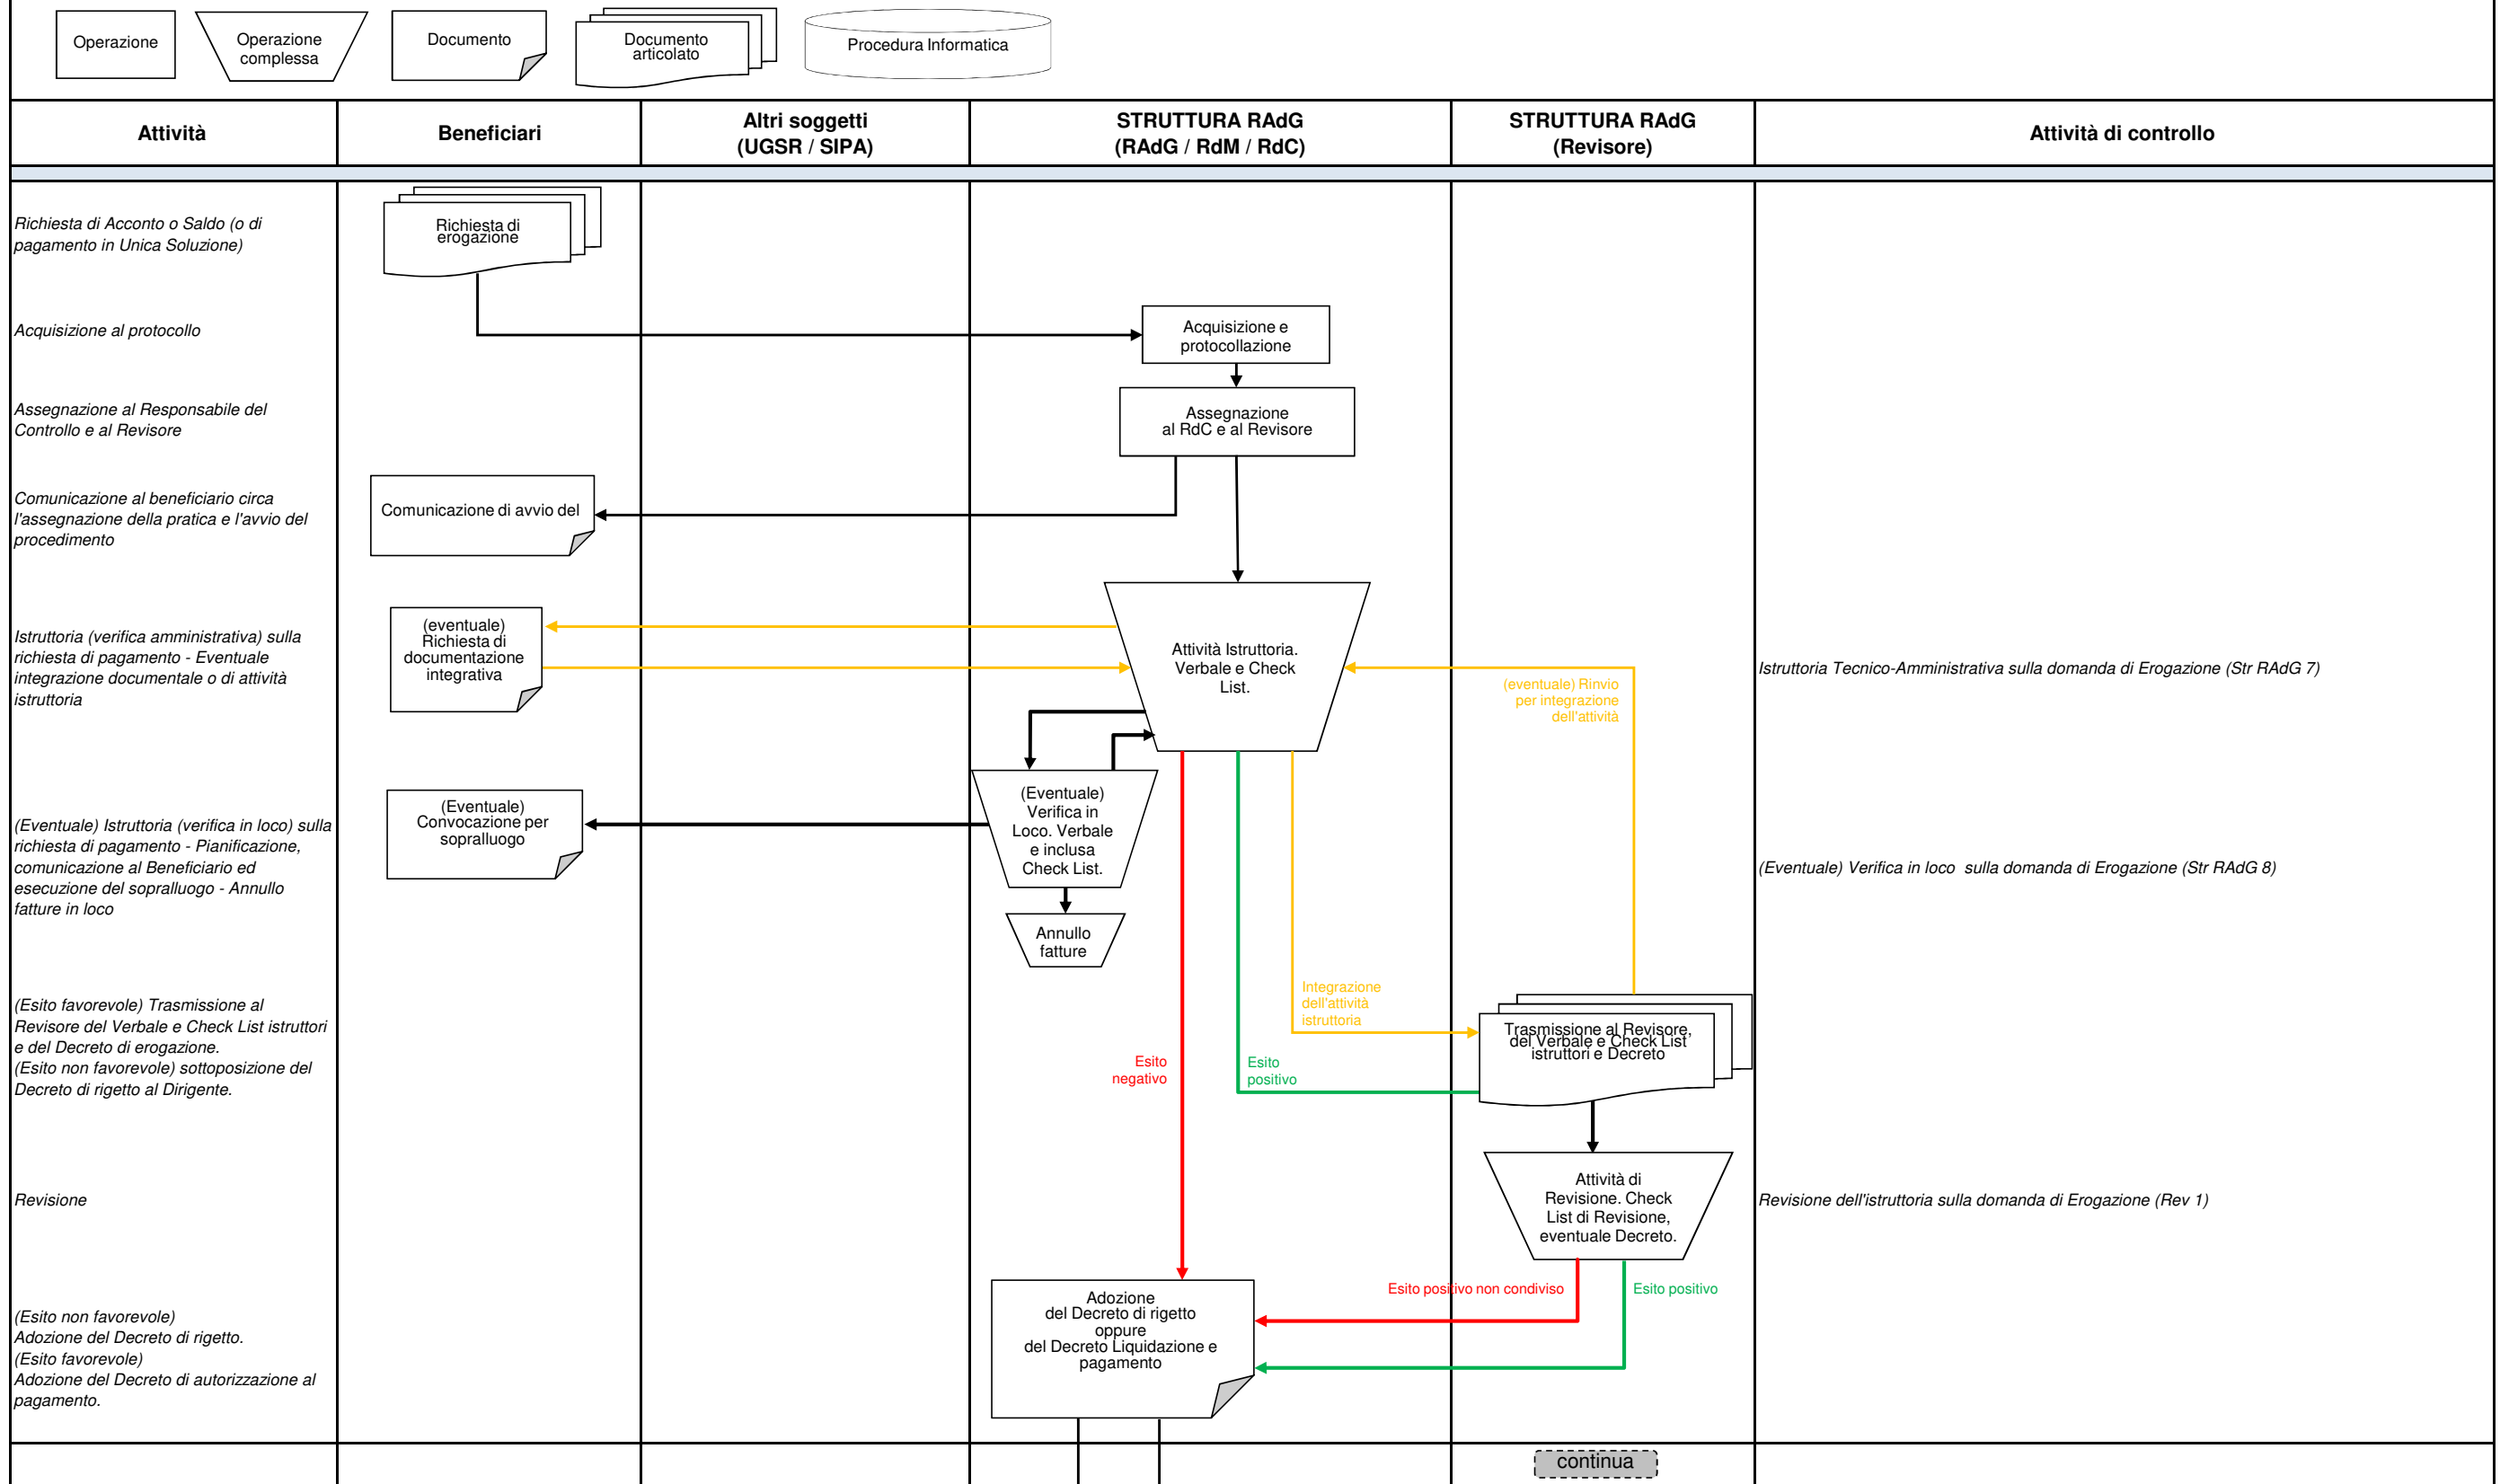 Operazione
Operazione
complessa
Documento
Documento
articolato
Procedura Informatica
Attività
Beneficiari
Altri soggetti
(UGSR / SIPA)
STRUTTURA RAdG
(RAdG / RdM / RdC)
STRUTTURA RAdG
(Revisore)
Attività di controllo
Richiesta di Acconto o Saldo (o di
pagamento in Unica Soluzione)
Richiesta di
erogazione
Acquisizione al protocollo
Acquisizione e
protocollazione
Assegnazione al Responsabile del
Controllo e al Revisore
Assegnazione
al RdC e al Revisore
Comunicazione al beneficiario circa
l'assegnazione della pratica e l'avvio del
procedimento
Comunicazione di avvio del
Istruttoria (verifica amministrativa) sulla
richiesta di pagamento - Eventuale
integrazione documentale o di attività
istruttoria
(eventuale)
Richiesta di
documentazione
integrativa
Attività Istruttoria.
Verbale e Check
List.
(eventuale) Rinvio
per integrazione
dell'attività
Istruttoria Tecnico-Amministrativa sulla domanda di Erogazione (Str RAdG 7)
(Eventuale) Istruttoria (verifica in loco) sulla
richiesta di pagamento - Pianificazione,
comunicazione al Beneficiario ed
esecuzione del sopralluogo - Annullo
fatture in loco
(Eventuale)
Convocazione per
sopralluogo
(Eventuale)
Verifica in
Loco. Verbale
e inclusa
Check List.
(Eventuale) Verifica in loco  sulla domanda di Erogazione (Str RAdG 8)
Annullo
fatture
(Esito favorevole) Trasmissione al
Revisore del Verbale e Check List istruttori
e del Decreto di erogazione.
(Esito non favorevole) sottoposizione del
Decreto di rigetto al Dirigente.
Integrazione
dell'attività
istruttoria
Esito
negativo
Esito
positivo
Trasmissione al Revisore,
del Verbale e Check List
istruttori e Decreto
Revisione
Attività di
Revisione. Check
List di Revisione,
eventuale Decreto.
Revisione dell'istruttoria sulla domanda di Erogazione (Rev 1)
Esito positivo non condiviso
Esito positivo
(Esito non favorevole)
Adozione del Decreto di rigetto.
(Esito favorevole)
Adozione del Decreto di autorizzazione al
pagamento.
Adozione
del Decreto di rigetto
oppure
del Decreto Liquidazione e
pagamento
continua